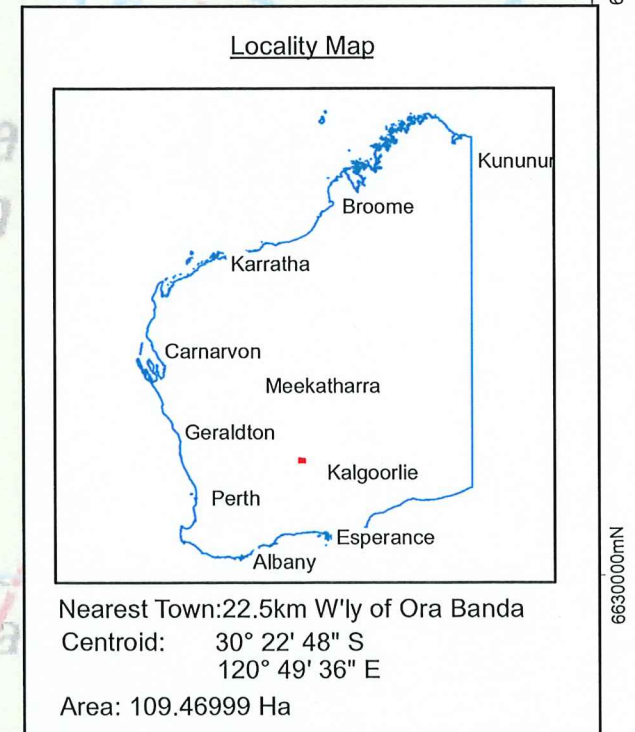 Locality Map
Kununur
Broome
Karratha
Carnarvon
Meekatharra
Geraldton
Kalgoorlie
Perth
Esperance
Albany
Nearest Town:22.5km W'ly of Ora Banda
Centroid: 30° 22' 48" S
120° 49' 36" E
Area: 109.46999 Ha
6630000mN